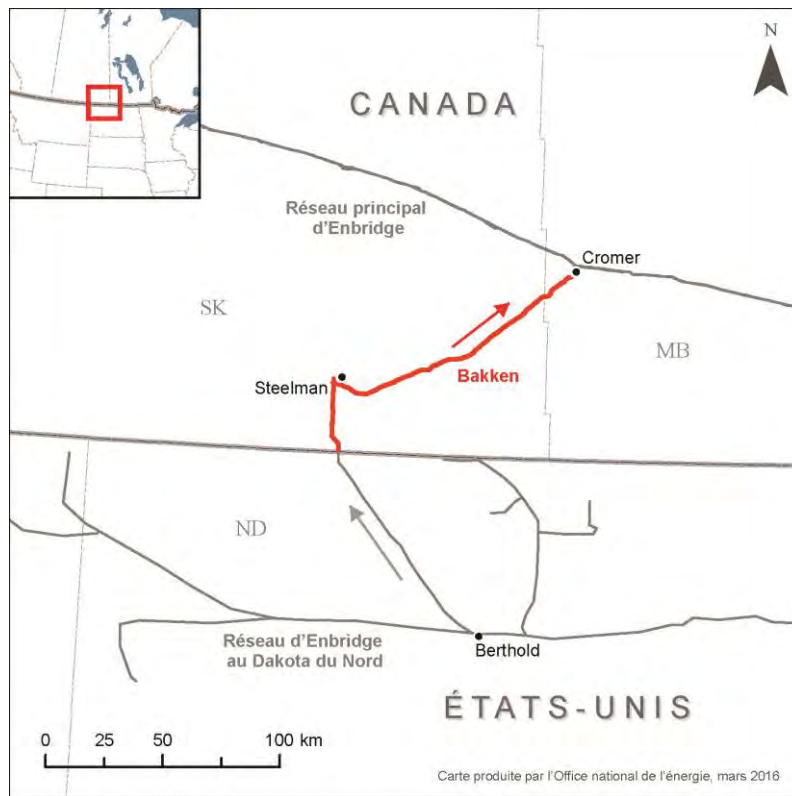 N
CANADA
Réseau principal
d'Enbridge
Cromer
SK
MB
Steelman
Bakken
ND
Réseau d'Enbridge
au Dakota du Nord
Berthold
ÉTATS-UNIS
0 25 50 100 km
Carte produite par l'Office national de l'énergie, mars 2016